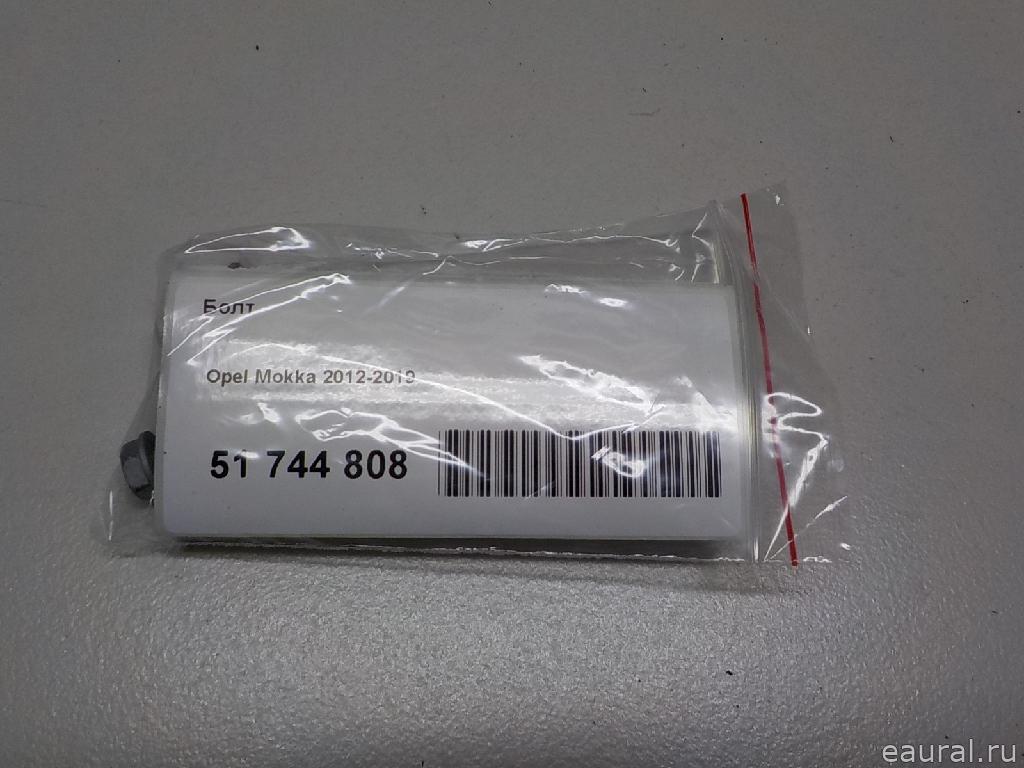 Болт
Opel Mokka 2012-2019
51 744 808
eaural.ru